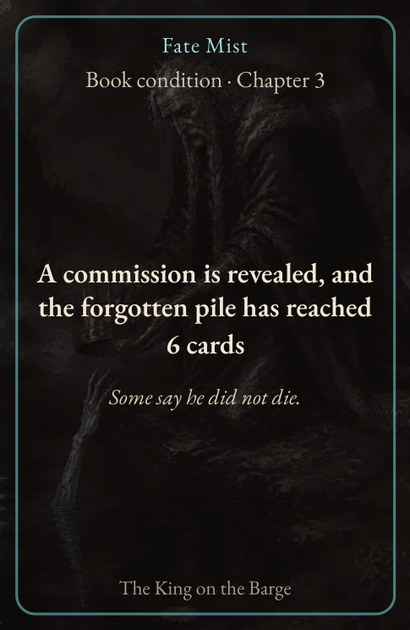 Fate Mist
Book condition · Chapter 3
A commission is revealed, and
the forgotten pile has reached
6 cards
Some say he did not die.
The King on the Barge